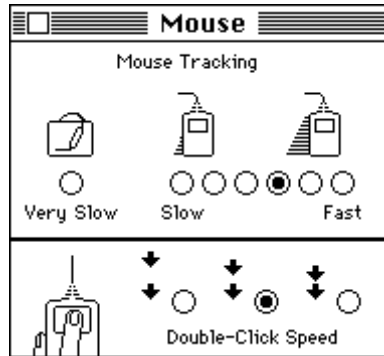 Mouse
Mouse Tracking
Very Slow Slow Fast
Double-Click Speed